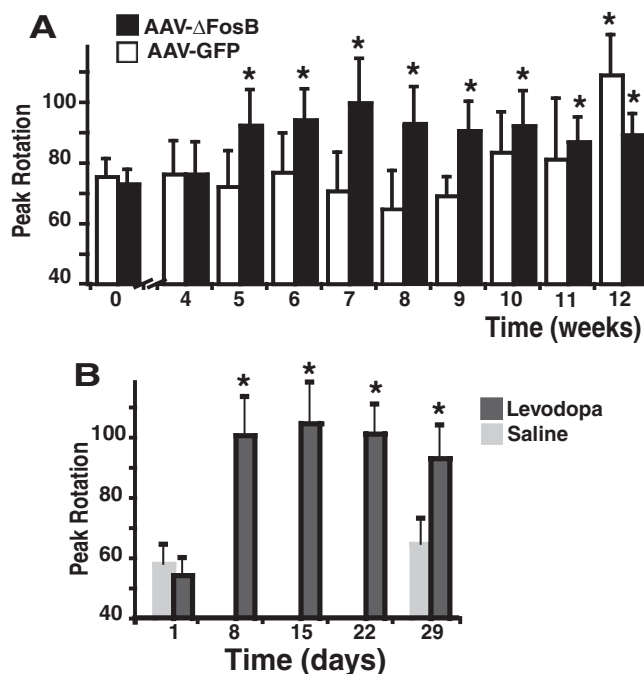 A
AAV-ΔFosB
AAV-GFP
Peak Rotation
100
80
60
40
* * * * * * * * *
0 4 5 6 7 8 9 10 11 12
Time (weeks)
B
Levodopa
Saline
Peak Rotation
100
80
60
40
* * * *
1 8 15 22 29
Time (days)